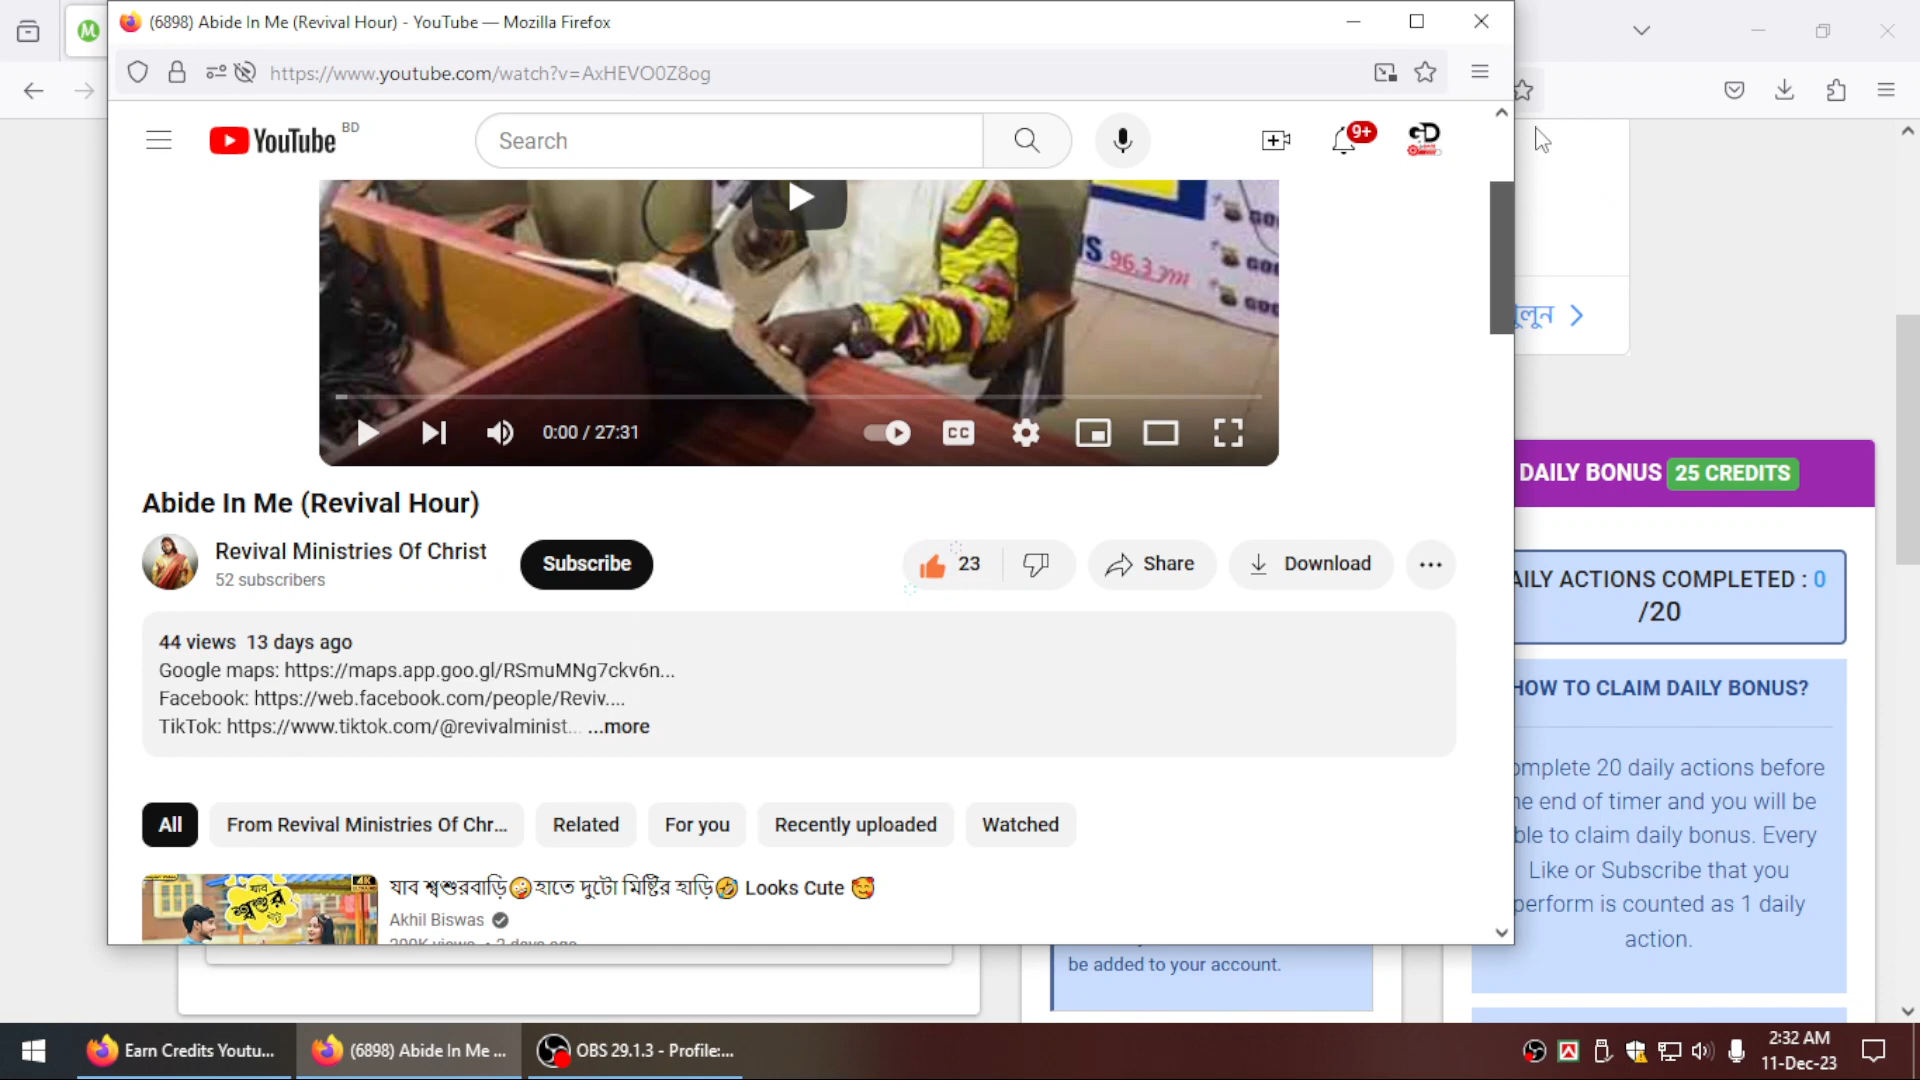 (6898) Abide In Me (Revival Hour) - YouTube — Mozilla Firefox
https://www.youtube.com/watch?v=AxHEVO0Z8og
YouTube BD
Search
9+
96.3 fm
0:00 / 27:31
CC
Abide In Me (Revival Hour)
Revival Ministries Of Christ
52 subscribers
Subscribe
23
Share
Download
44 views 13 days ago
Google maps: https://maps.app.goo.gl/RSmuMNg7ckv6n...
Facebook: https://web.facebook.com/people/Reviv....
TikTok: https://www.tiktok.com/@revivalminist... ...more
All
From Revival Ministries Of Chr...
Related
For you
Recently uploaded
Watched
যাব শ্বশুরবাড়ি🤪হাতে দুটো মিষ্টির হাড়ি🤣 Looks Cute 🥰
Akhil Biswas
DAILY BONUS 25 CREDITS
AILY ACTIONS COMPLETED : 0
/20
HOW TO CLAIM DAILY BONUS?
omplete 20 daily actions before
he end of timer and you will be
ble to claim daily bonus. Every
Like or Subscribe that you
perform is counted as 1 daily
action.
be added to your account.
Earn Credits Youtu...
(6898) Abide In Me ...
OBS 29.1.3 - Profile:...
2:32 AM
11-Dec-23